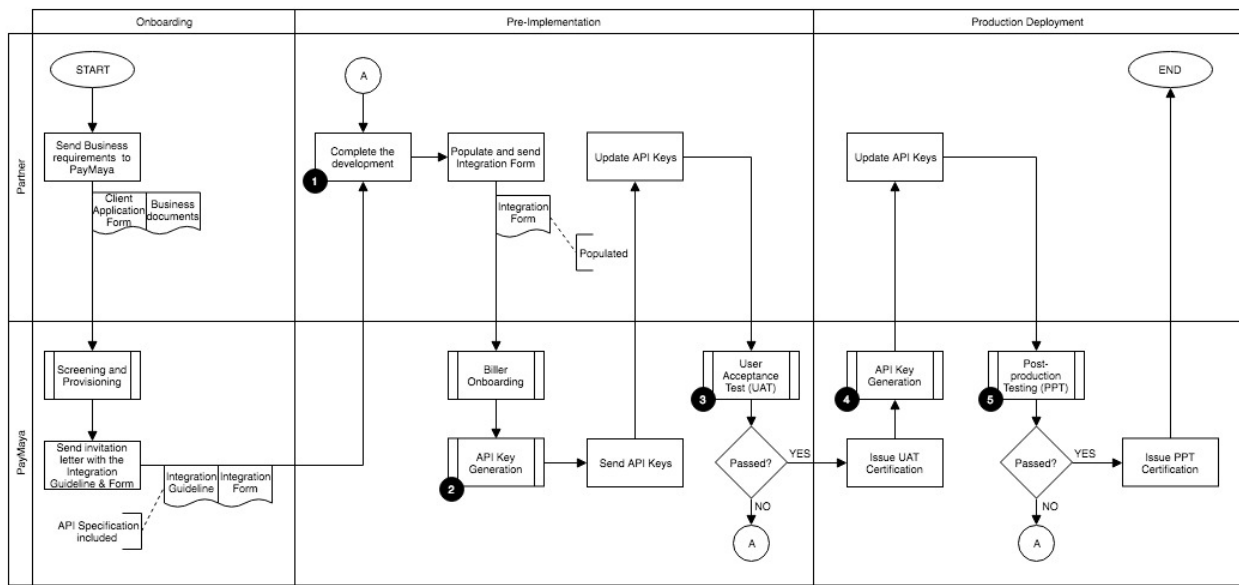 Onboarding
Pre-Implementation
Production Deployment
Partner
START
Send Business
requirements to
PayMaya
Client
Application
Form
Business
documents
A
Complete the
development
1
Populate and send
Integration Form
Integration
Form
Populated
Update API Keys
Update API Keys
END
PayMaya
Screening and
Provisioning
Send invitation
letter with the
Integration
Guideline & Form
Integration
Guideline
Integration
Form
API Specification
included
Biller
Onboarding
API Key
Generation
2
Send API Keys
User
Acceptance
Test (UAT)
3
Passed?
YES
NO
A
API Key
Generation
4
Issue UAT
Certification
Post-
production
Testing (PPT)
5
Passed?
YES
NO
A
Issue PPT
Certification